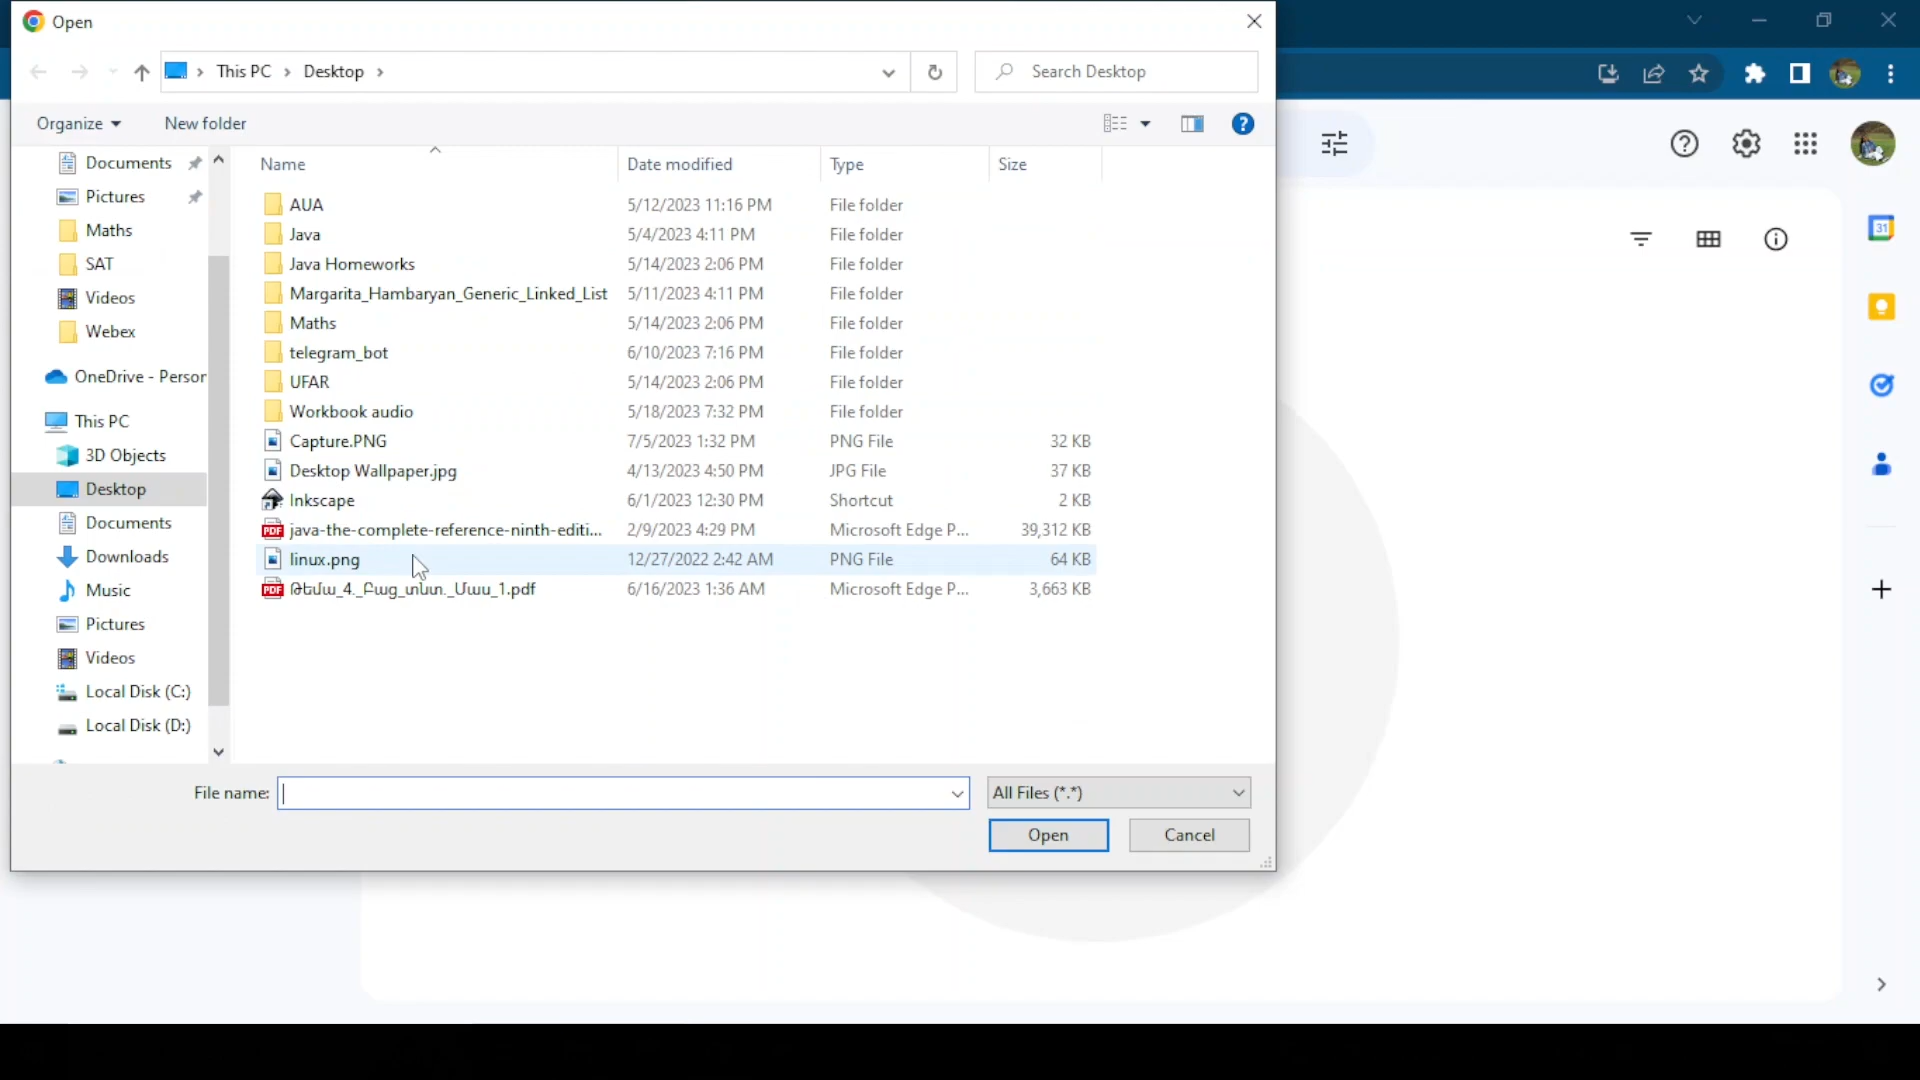 Open
This PC > Desktop >
Search Desktop
Organize
New folder
Documents
Pictures
Maths
SAT
Videos
Webex
OneDrive - Person
This PC
3D Objects
Desktop
Documents
Downloads
Music
Pictures
Videos
Local Disk (C:)
Local Disk (D:)
Name Date modified Type Size
AUA 5/12/2023 11:16 PM File folder
Java 5/4/2023 4:11 PM File folder
Java Homeworks 5/14/2023 2:06 PM File folder
Margarita_Hambaryan_Generic_Linked_List 5/11/2023 4:11 PM File folder
Maths 5/14/2023 2:06 PM File folder
telegram_bot 6/10/2023 7:16 PM File folder
UFAR 5/14/2023 2:06 PM File folder
Workbook audio 5/18/2023 7:32 PM File folder
Capture.PNG 7/5/2023 1:32 PM PNG File 32 KB
Desktop Wallpaper.jpg 4/13/2023 4:50 PM JPG File 37 KB
Inkscape 6/1/2023 12:30 PM Shortcut 2 KB
PDF java-the-complete-reference-ninth-editi... 2/9/2023 4:29 PM Microsoft Edge P... 39,312 KB
linux.png 12/27/2022 2:42 AM PNG File 64 KB
PDF Թեմա_4._Բաց_տնտ._Մաս_1.pdf 6/16/2023 1:36 AM Microsoft Edge P... 3,663 KB
File name:
All Files (*.*)
Open
Cancel
31